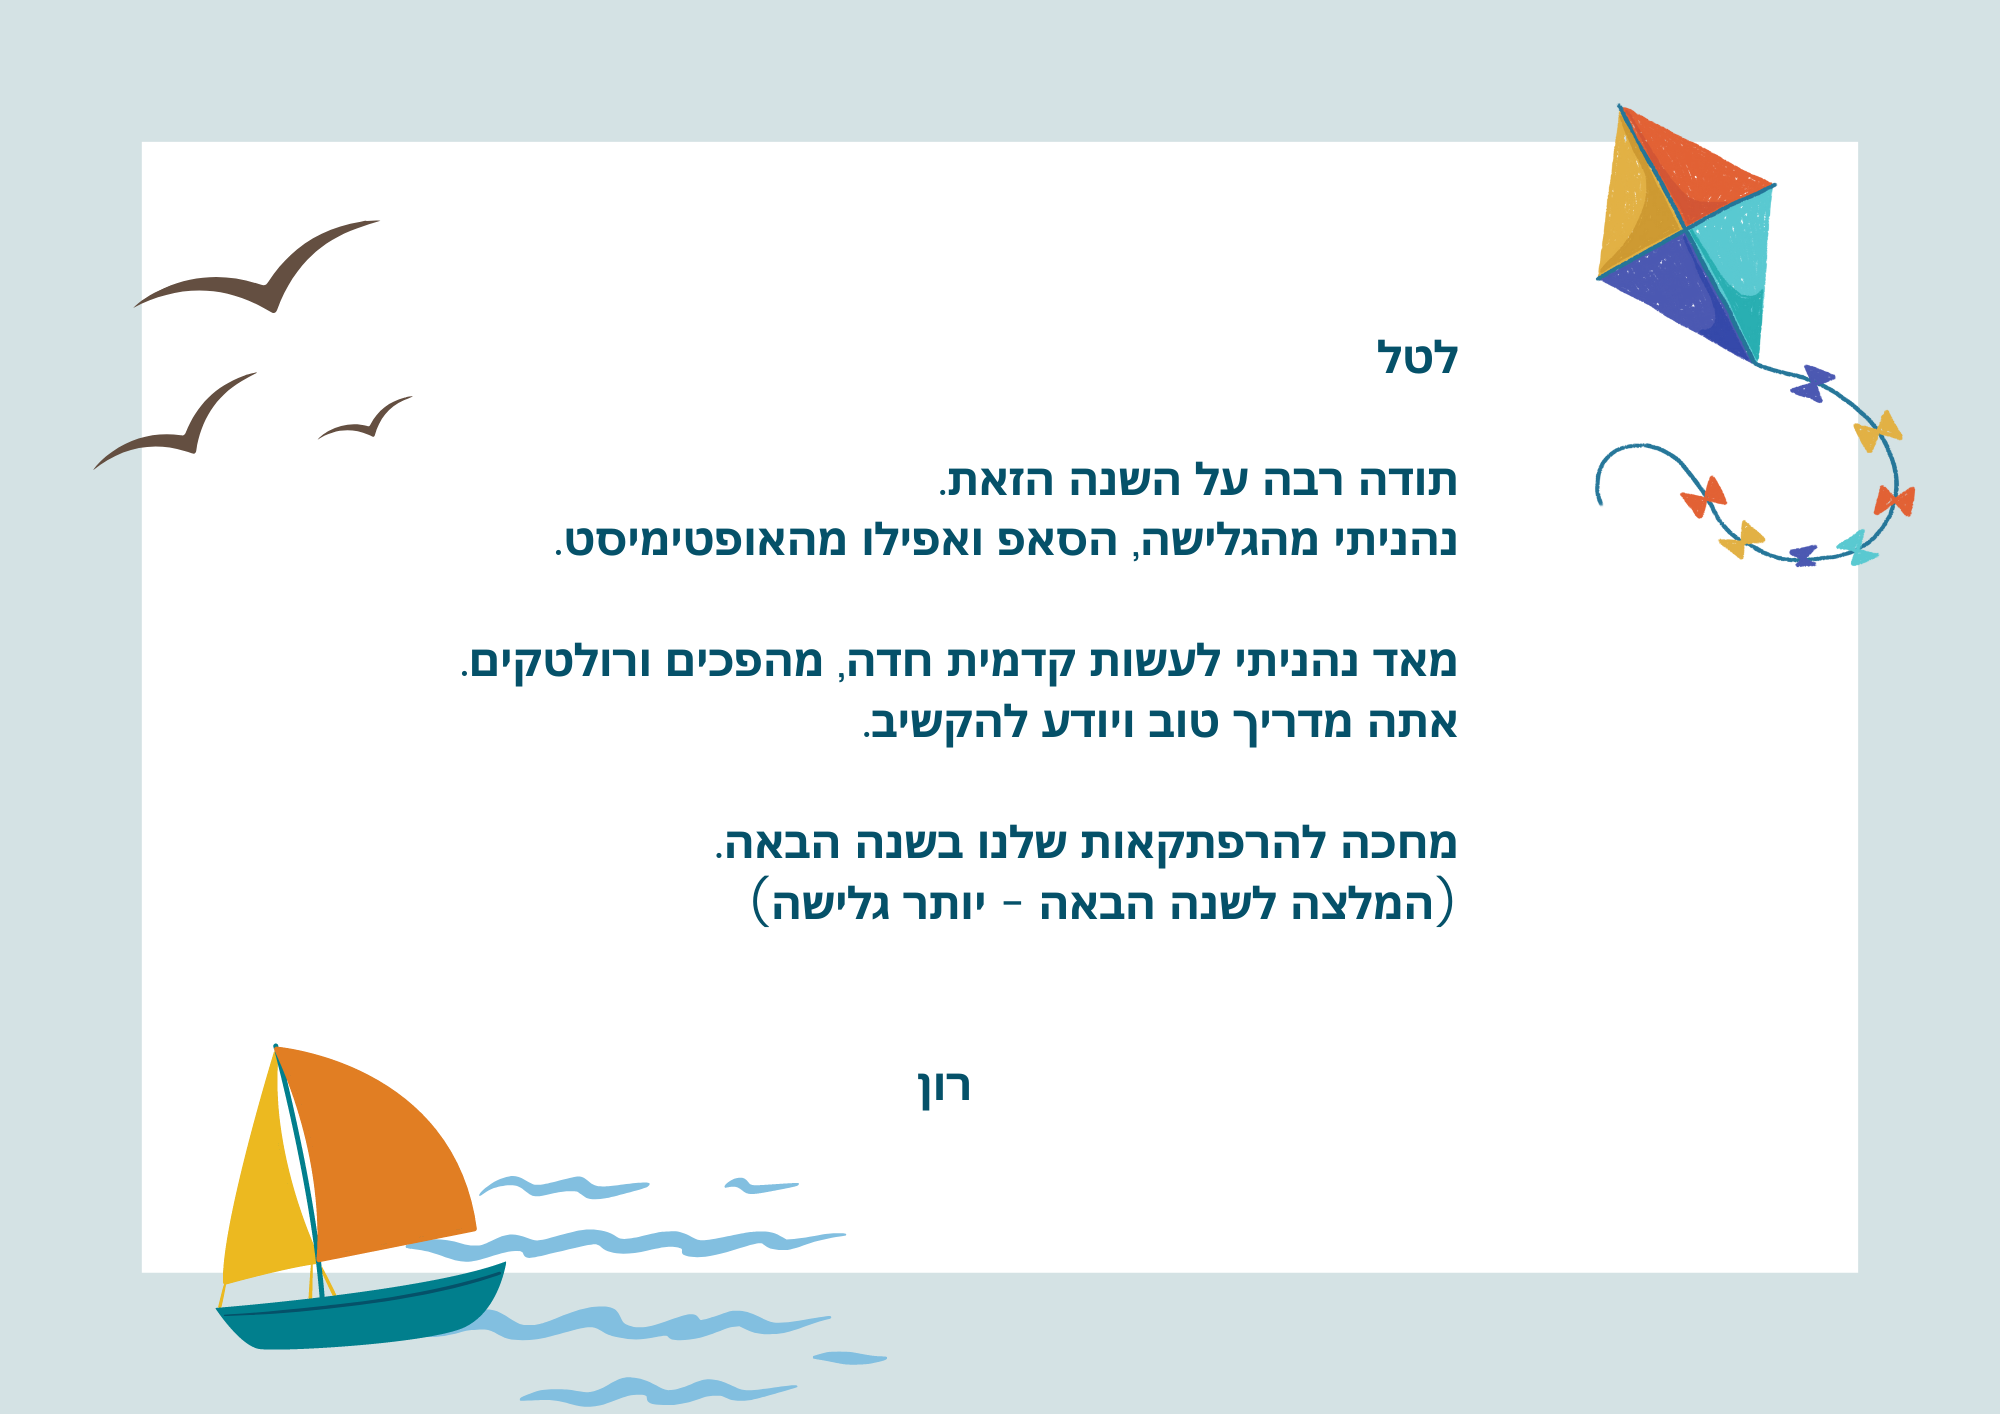 לטל
תודה רבה על השנה הזאת.
נהניתי מהגלישה, הסאפ ואפילו מהאופטימיסט.
מאד נהניתי לעשות קדמית חדה, מהפכים ורולטקים.
אתה מדריך טוב ויודע להקשיב.
מחכה להרפתקאות שלנו בשנה הבאה.
(המלצה לשנה הבאה - יותר גלישה)
רון